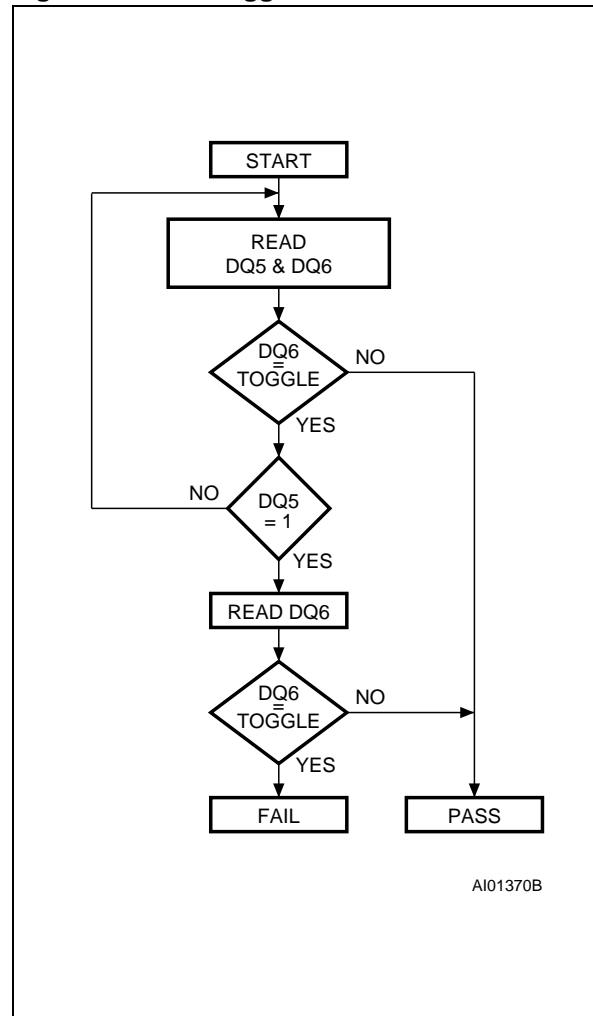 START
READ
DQ5 & DQ6
DQ6
=
TOGGLE
NO
YES
NO
DQ5
= 1
YES
READ DQ6
DQ6
=
TOGGLE
NO
YES
FAIL
PASS
AI01370B